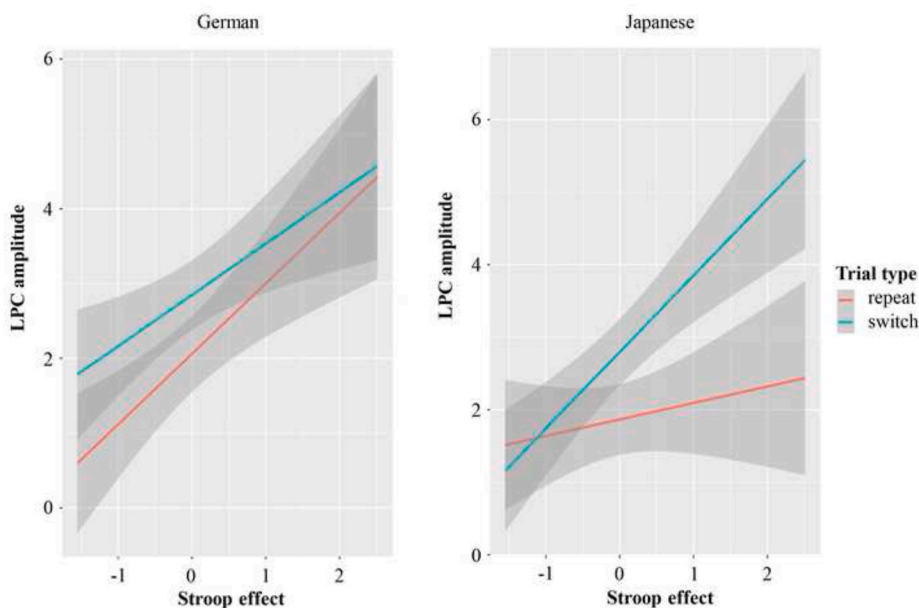 German
6
4
2
0
LPC amplitude
-1 0 1 2
Stroop effect
Japanese
6
4
2
0
LPC amplitude
-1 0 1 2
Stroop effect
Trial type
repeat
switch